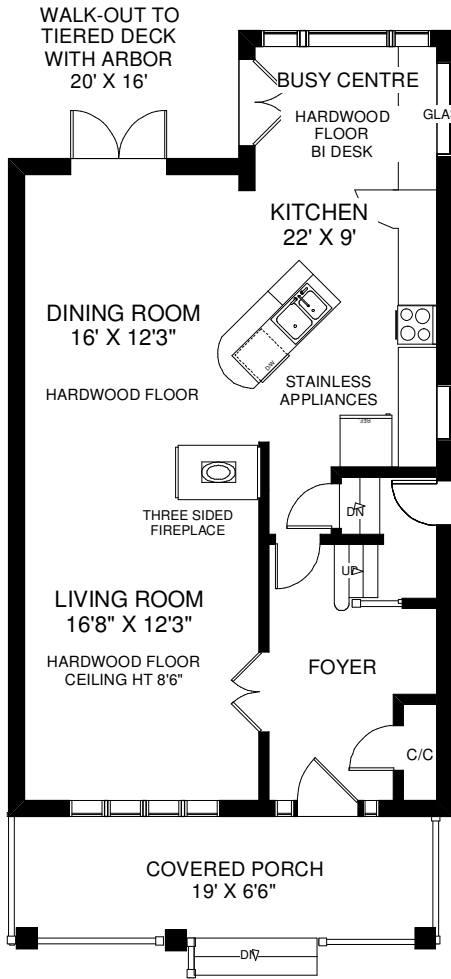 WALK-OUT TO
TIERED DECK
WITH ARBOR
20' X 16'
BUSY CENTRE
HARDWOOD
FLOOR
BI DESK
GLAS
KITCHEN
22' X 9'
DINING ROOM
16' X 12'3"
HARDWOOD FLOOR
D/W
STAINLESS
APPLIANCES
REF.
THREE SIDED
FIREPLACE
DN
UP
LIVING ROOM
16'8" X 12'3"
HARDWOOD FLOOR
CEILING HT 8'6"
FOYER
C/C
COVERED PORCH
19' X 6'6"
DN